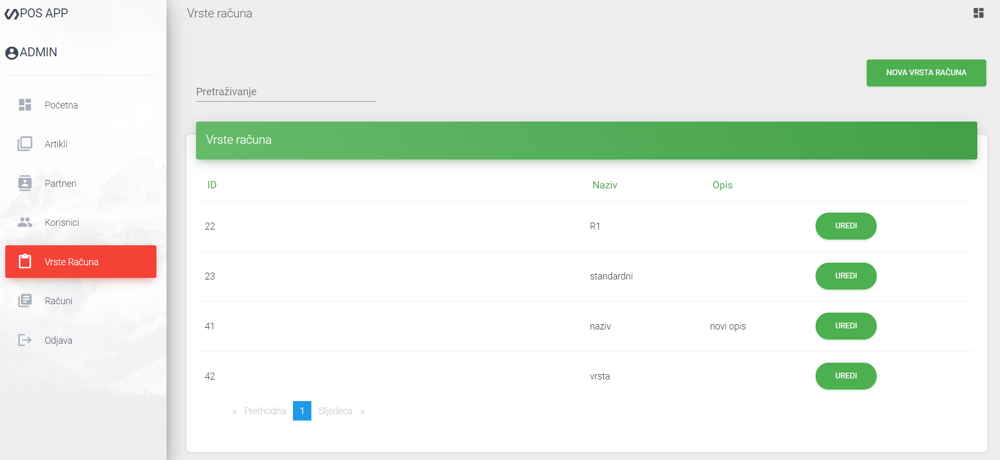 POS APP
ADMIN
Početna
Artikli
Partneri
Korisnici
Vrste Računa
Računi
Odjava
Vrste računa
NOVA VRSTA RAČUNA
Pretraživanje
Vrste računa
ID Naziv Opis
22 R1 UREDI
23 standardni UREDI
41 naziv novi opis UREDI
42 vrsta UREDI
« Prethodna 1 Sljedeća »